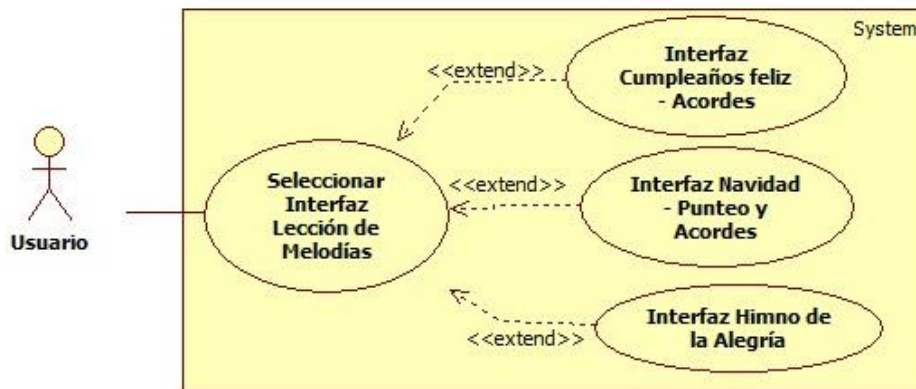 System
Interfaz
Cumpleaños feliz
- Acordes
<<extend>>
Seleccionar
Interfaz
Lección de
Melodías
<<extend>>
Interfaz Navidad
- Punteo y
Acordes
Usuario
<<extend>>
Interfaz Himno de
la Alegría